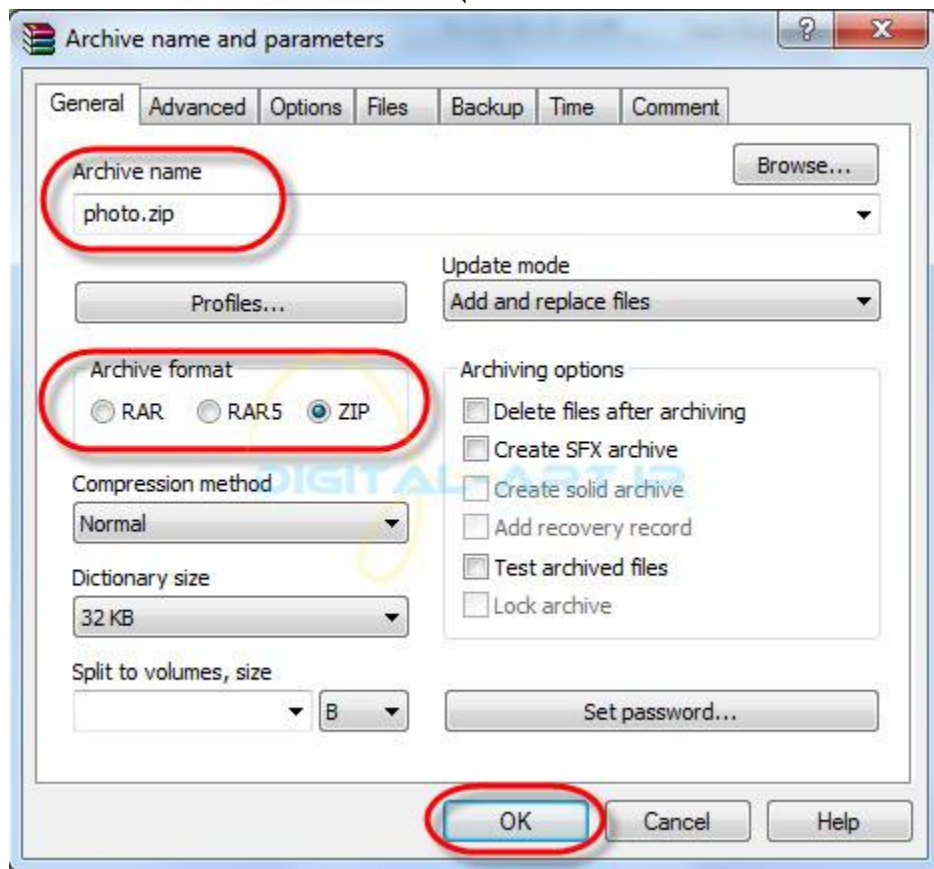 Archive name and parameters
General Advanced Options Files Backup Time Comment
Archive name
Browse...
photo.zip
Update mode
Profiles...
Add and replace files
Archive format
RAR RAR5 ZIP
Archiving options
Delete files after archiving
Create SFX archive
Create solid archive
Add recovery record
Test archived files
Lock archive
Compression method
Normal
Dictionary size
32 KB
Split to volumes, size
B
Set password...
OK Cancel Help
DIGITAL-ART.IR